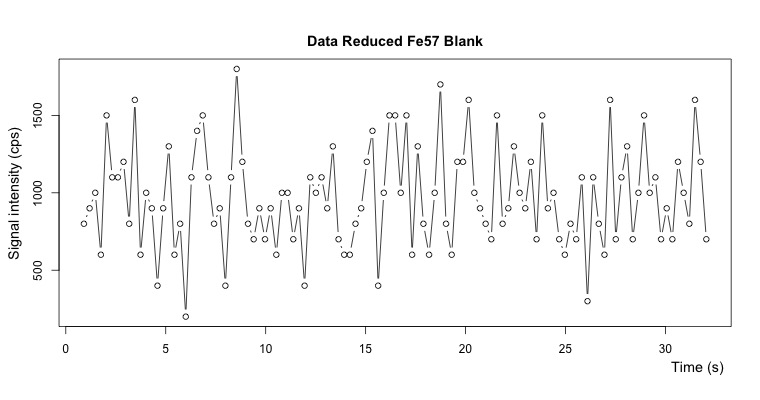 Data Reduced Fe57 Blank
Signal intensity (cps)
1500
1000
500
0 5 10 15 20 25 30
Time (s)